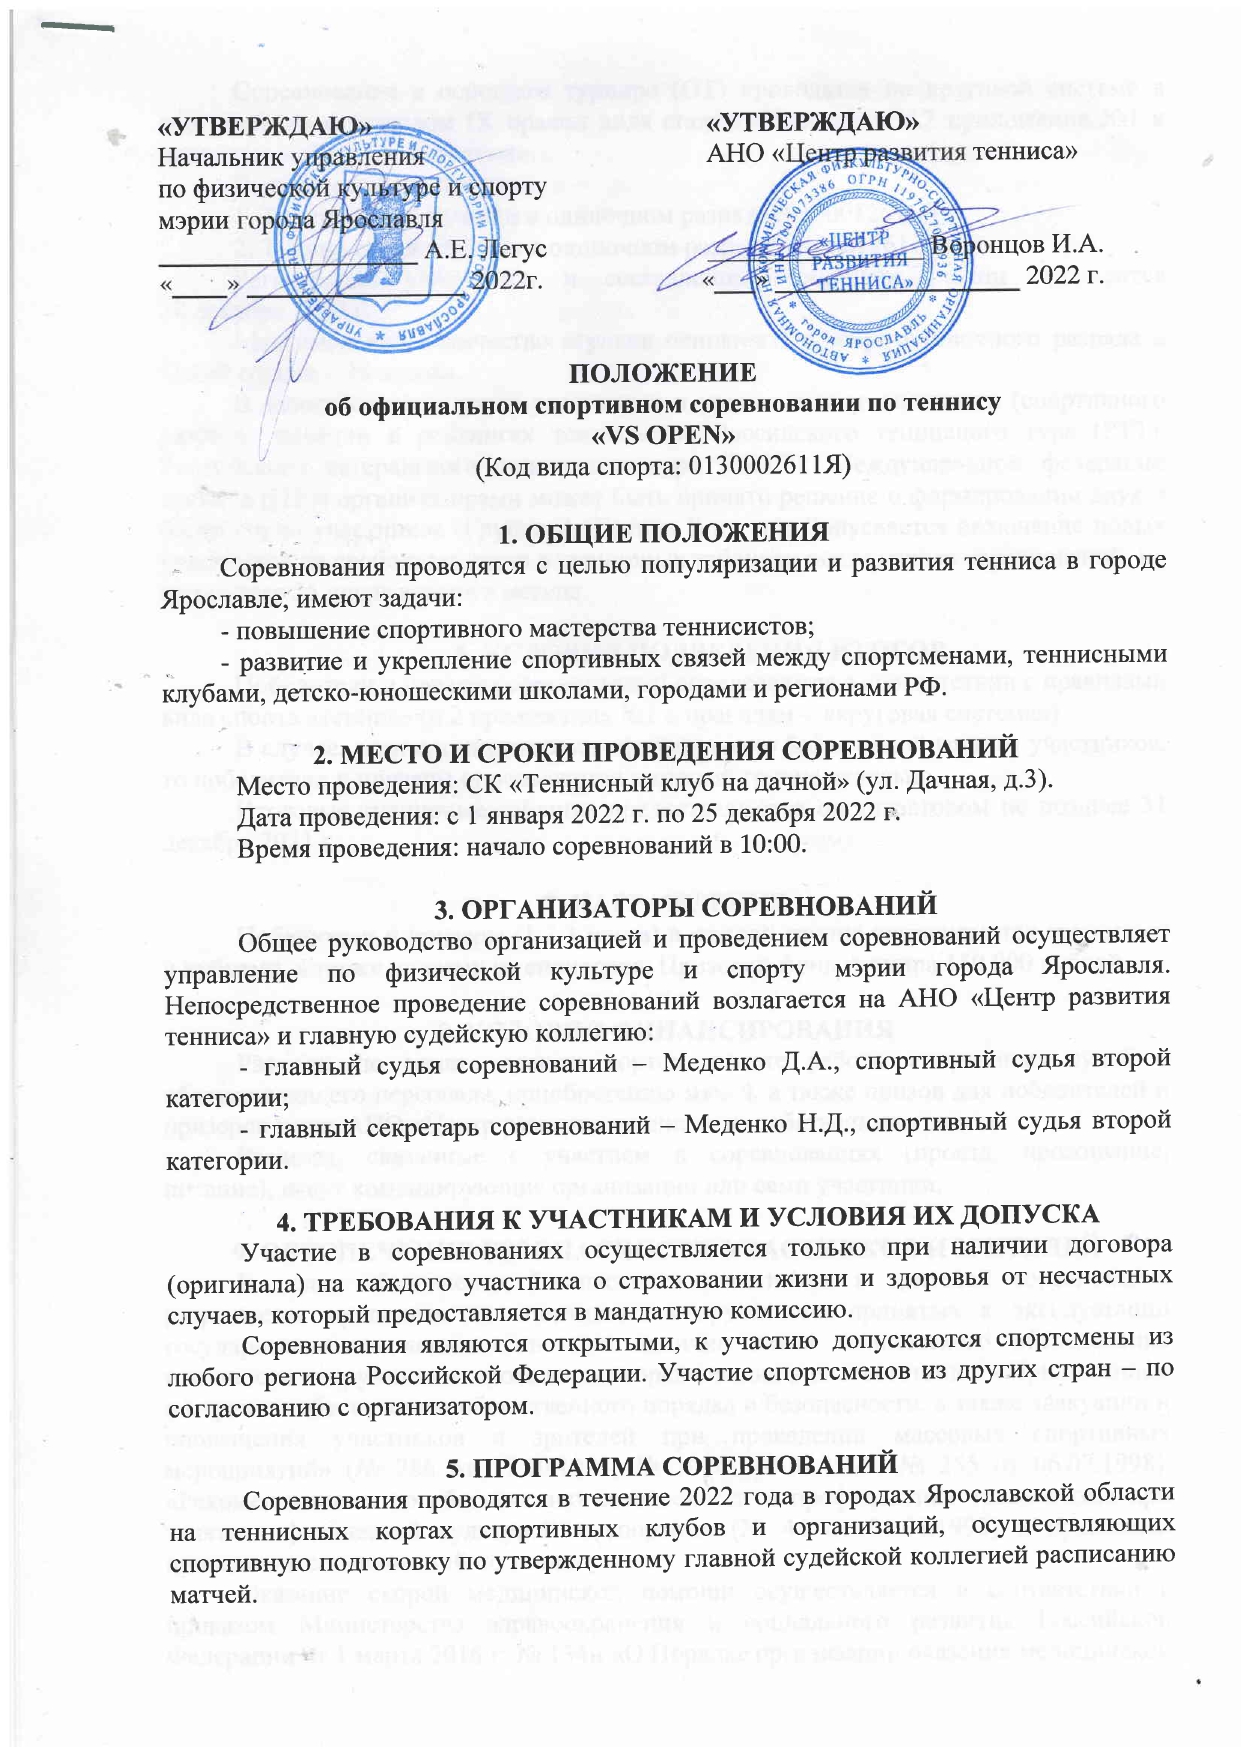 «УТВЕРЖДАЮ»
Начальник управления
по физической культуре и спорту
мэрии города Ярославля
А.Е. Легус
«____» ________________ 2022г.
«УТВЕРЖДАЮ»
АНО «Центр развития тенниса»
Воронцов И.А.
«____» ________________ 2022 г.
«ЦЕНТР
РАЗВИТИЯ
ТЕННИСА»
город ЯРОСЛАВЛЬ
ПОЛОЖЕНИЕ
об официальном спортивном соревновании по теннису
«VS OPEN»
(Код вида спорта: 0130002611Я)
1. ОБЩИЕ ПОЛОЖЕНИЯ
Соревнования проводятся с целью популяризации и развития тенниса в городе
Ярославле, имеют задачи:
- повышение спортивного мастерства теннисистов;
- развитие и укрепление спортивных связей между спортсменами, теннисными
клубами, детско-юношескими школами, городами и регионами РФ.
2. МЕСТО И СРОКИ ПРОВЕДЕНИЯ СОРЕВНОВАНИЙ
Место проведения: СК «Теннисный клуб на дачной» (ул. Дачная, д.3).
Дата проведения: с 1 января 2022 г. по 25 декабря 2022 г.
Время проведения: начало соревнований в 10:00.
3. ОРГАНИЗАТОРЫ СОРЕВНОВАНИЙ
Общее руководство организацией и проведением соревнований осуществляет
управление по физической культуре и спорту мэрии города Ярославля.
Непосредственное проведение соревнований возлагается на АНО «Центр развития
тенниса» и главную судейскую коллегию:
- главный судья соревнований – Меденко Д.А., спортивный судья второй
категории;
- главный секретарь соревнований – Меденко Н.Д., спортивный судья второй
категории.
4. ТРЕБОВАНИЯ К УЧАСТНИКАМ И УСЛОВИЯ ИХ ДОПУСКА
Участие в соревнованиях осуществляется только при наличии договора
(оригинала) на каждого участника о страховании жизни и здоровья от несчастных
случаев, который предоставляется в мандатную комиссию.
Соревнования являются открытыми, к участию допускаются спортсмены из
любого региона Российской Федерации. Участие спортсменов из других стран – по
согласованию с организатором.
5. ПРОГРАММА СОРЕВНОВАНИЙ
Соревнования проводятся в течение 2022 года в городах Ярославской области
на теннисных кортах спортивных клубов и организаций, осуществляющих
спортивную подготовку по утвержденному главной судейской коллегией расписанию
матчей.